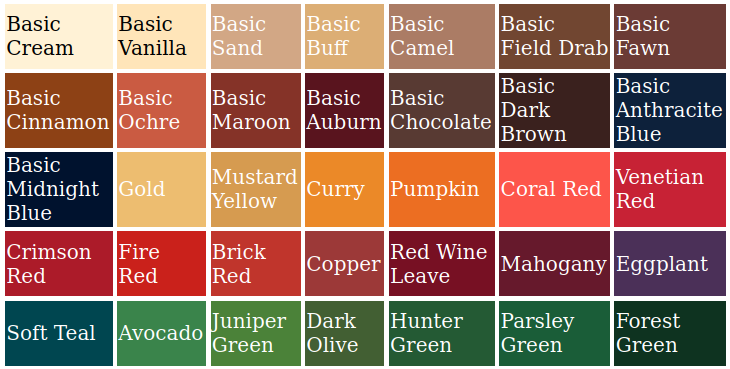 Basic
Cream
Basic
Vanilla
Basic
Sand
Basic
Buff
Basic
Camel
Basic
Field Drab
Basic
Fawn
Basic
Cinnamon
Basic
Ochre
Basic
Maroon
Basic
Auburn
Basic
Chocolate
Basic
Dark
Brown
Basic
Anthracite
Blue
Basic
Midnight
Blue
Gold
Mustard
Yellow
Curry
Pumpkin
Coral Red
Venetian
Red
Crimson
Red
Fire
Red
Brick
Red
Copper
Red Wine
Leave
Mahogany
Eggplant
Soft Teal
Avocado
Juniper
Green
Dark
Olive
Hunter
Green
Parsley
Green
Forest
Green